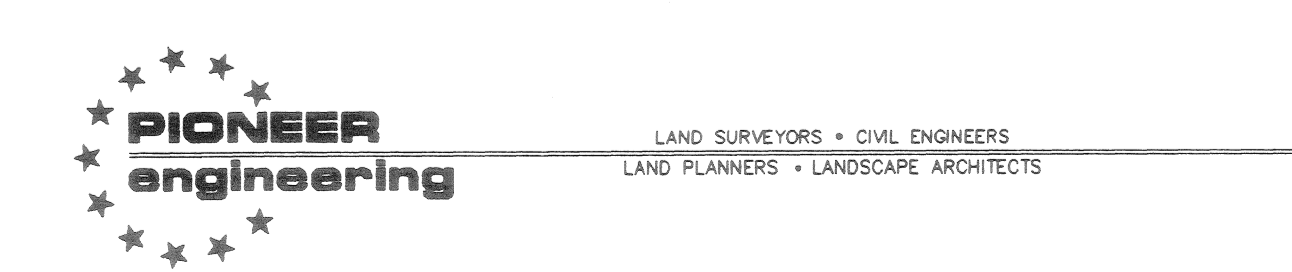 PIONEER
engineering
LAND SURVEYORS • CIVIL ENGINEERS
LAND PLANNERS • LANDSCAPE ARCHITECTS